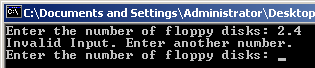 C:\Documents and Settings\Administrator\Desktop
Enter the number of floppy disks: 2.4
Invalid Input. Enter another number.
Enter the number of floppy disks: _